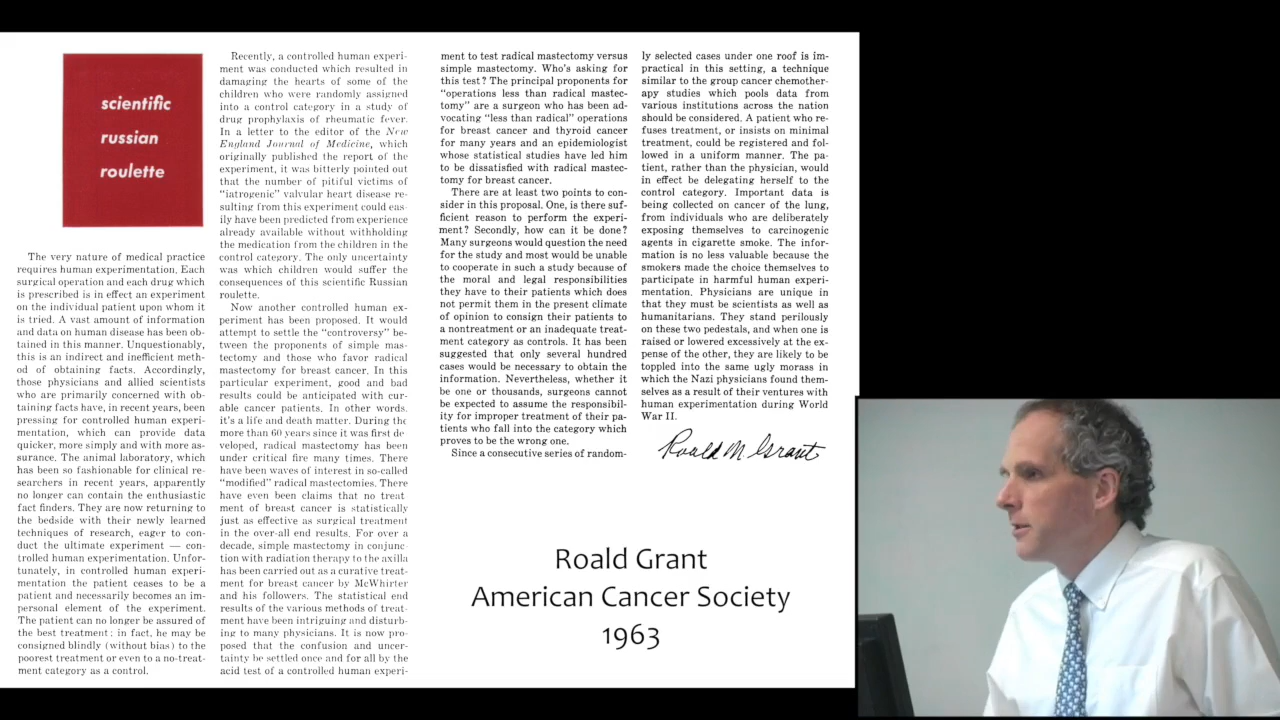 scientific
russian
roulette
The very nature of medical practice
requires human experimentation. Each
surgical operation and each drug which
is prescribed is in effect an experiment
on the individual patient upon whom it
is tried. A vast amount of information
and data on human disease has been ob-
tained in this manner. Unquestionably,
this is an indirect and inefficient meth-
od of obtaining facts. Accordingly,
those physicians and allied scientists
who are primarily concerned with ob-
taining facts have, in recent years, been
pressing for controlled human experi-
mentation, which can provide data
quicker, more simply and with more as-
surance. The animal laboratory, which
has been so fashionable for clinical re-
searchers in recent years, apparently
no longer can contain the enthusiastic
fact finders. They are now returning to
the bedside with their newly learned
techniques of research, eager to con-
duct the ultimate experiment — con-
trolled human experimentation. Unfor-
tunately, in controlled human experi-
mentation the patient ceases to be a
patient and necessarily becomes an im-
personal element of the experiment.
The patient can no longer be assured of
the best treatment; in fact, he may be
consigned blindly (without bias) to the
poorest treatment or even to a no-treat-
ment category as a control.
Recently, a controlled human experi-
ment was conducted which resulted in
damaging the hearts of some of the
children who were randomly assigned
into a control category in a study of
drug prophylaxis of rheumatic fever.
In a letter to the editor of the New
England Journal of Medicine, which
originally published the report of the
experiment, it was bitterly pointed out
that the number of pitiful victims of
"iatrogenic" valvular heart disease re-
sulting from this experiment could eas-
ily have been predicted from experience
already available without withholding
the medication from the children in the
control category. The only uncertainty
was which children would suffer the
consequences of this scientific Russian
roulette.
Now another controlled human ex-
periment has been proposed. It would
attempt to settle the "controversy" be-
tween the proponents of simple mas-
tectomy and those who favor radical
mastectomy for breast cancer. In this
particular experiment, good and bad
results could be anticipated with cur-
able cancer patients. In other words,
it's a life and death matter. During the
more than 60 years since it was first de-
veloped, radical mastectomy has been
under critical fire many times. There
have been waves of interest in so-called
"modified" radical mastectomies. There
have even been claims that no treat
ment of breast cancer is statistically
just as effective as surgical treatment
in the over-all end results. For over a
decade, simple mastectomy in conjunc
tion with radiation therapy to the axilla
has been carried out as a curative treat
ment for breast cancer by McWhirter
and his followers. The statistical end
results of the various methods of treat
ment have been intriguing and disturb-
ing to many physicians. It is now pro-
posed that the confusion and uncer-
tainty be settled once and for all by the
acid test of a controlled human experi-
ment to test radical mastectomy versus
simple mastectomy. Who's asking for
this test? The principal proponents for
"operations less than radical mastec-
tomy" are a surgeon who has been ad-
vocating "less than radical" operations
for breast cancer and thyroid cancer
for many years and an epidemiologist
whose statistical studies have led him
to be dissatisfied with radical mastec-
tomy for breast cancer.
There are at least two points to con-
sider in this proposal. One, is there suf-
ficient reason to perform the experi-
ment? Secondly, how can it be done?
Many surgeons would question the need
for the study and most would be unable
to cooperate in such a study because of
the moral and legal responsibilities
they have to their patients which does
not permit them in the present climate
of opinion to consign their patients to
a nontreatment or an inadequate treat-
ment category as controls. It has been
suggested that only several hundred
cases would be necessary to obtain the
information. Nevertheless, whether it
be one or thousands, surgeons cannot
be expected to assume the responsibil-
ity for improper treatment of their pa-
tients who fall into the category which
proves to be the wrong one.
Since a consecutive series of random-
ly selected cases under one roof is im-
practical in this setting, a technique
similar to the group cancer chemother-
apy studies which pools data from
various institutions across the nation
should be considered. A patient who re-
fuses treatment, or insists on minimal
treatment, could be registered and fol-
lowed in a uniform manner. The pa-
tient, rather than the physician, would
in effect be delegating herself to the
control category. Important data is
being collected on cancer of the lung,
from individuals who are deliberately
exposing themselves to carcinogenic
agents in cigarette smoke. The infor-
mation is no less valuable because the
smokers made the choice themselves to
participate in harmful human experi-
mentation. Physicians are unique in
that they must be scientists as well as
humanitarians. They stand perilously
on these two pedestals, and when one is
raised or lowered excessively at the ex-
pense of the other, they are likely to be
toppled into the same ugly morass in
which the Nazi physicians found them-
selves as a result of their ventures with
human experimentation during World
War II.
Roald M. Grant
Roald Grant
American Cancer Society
1963